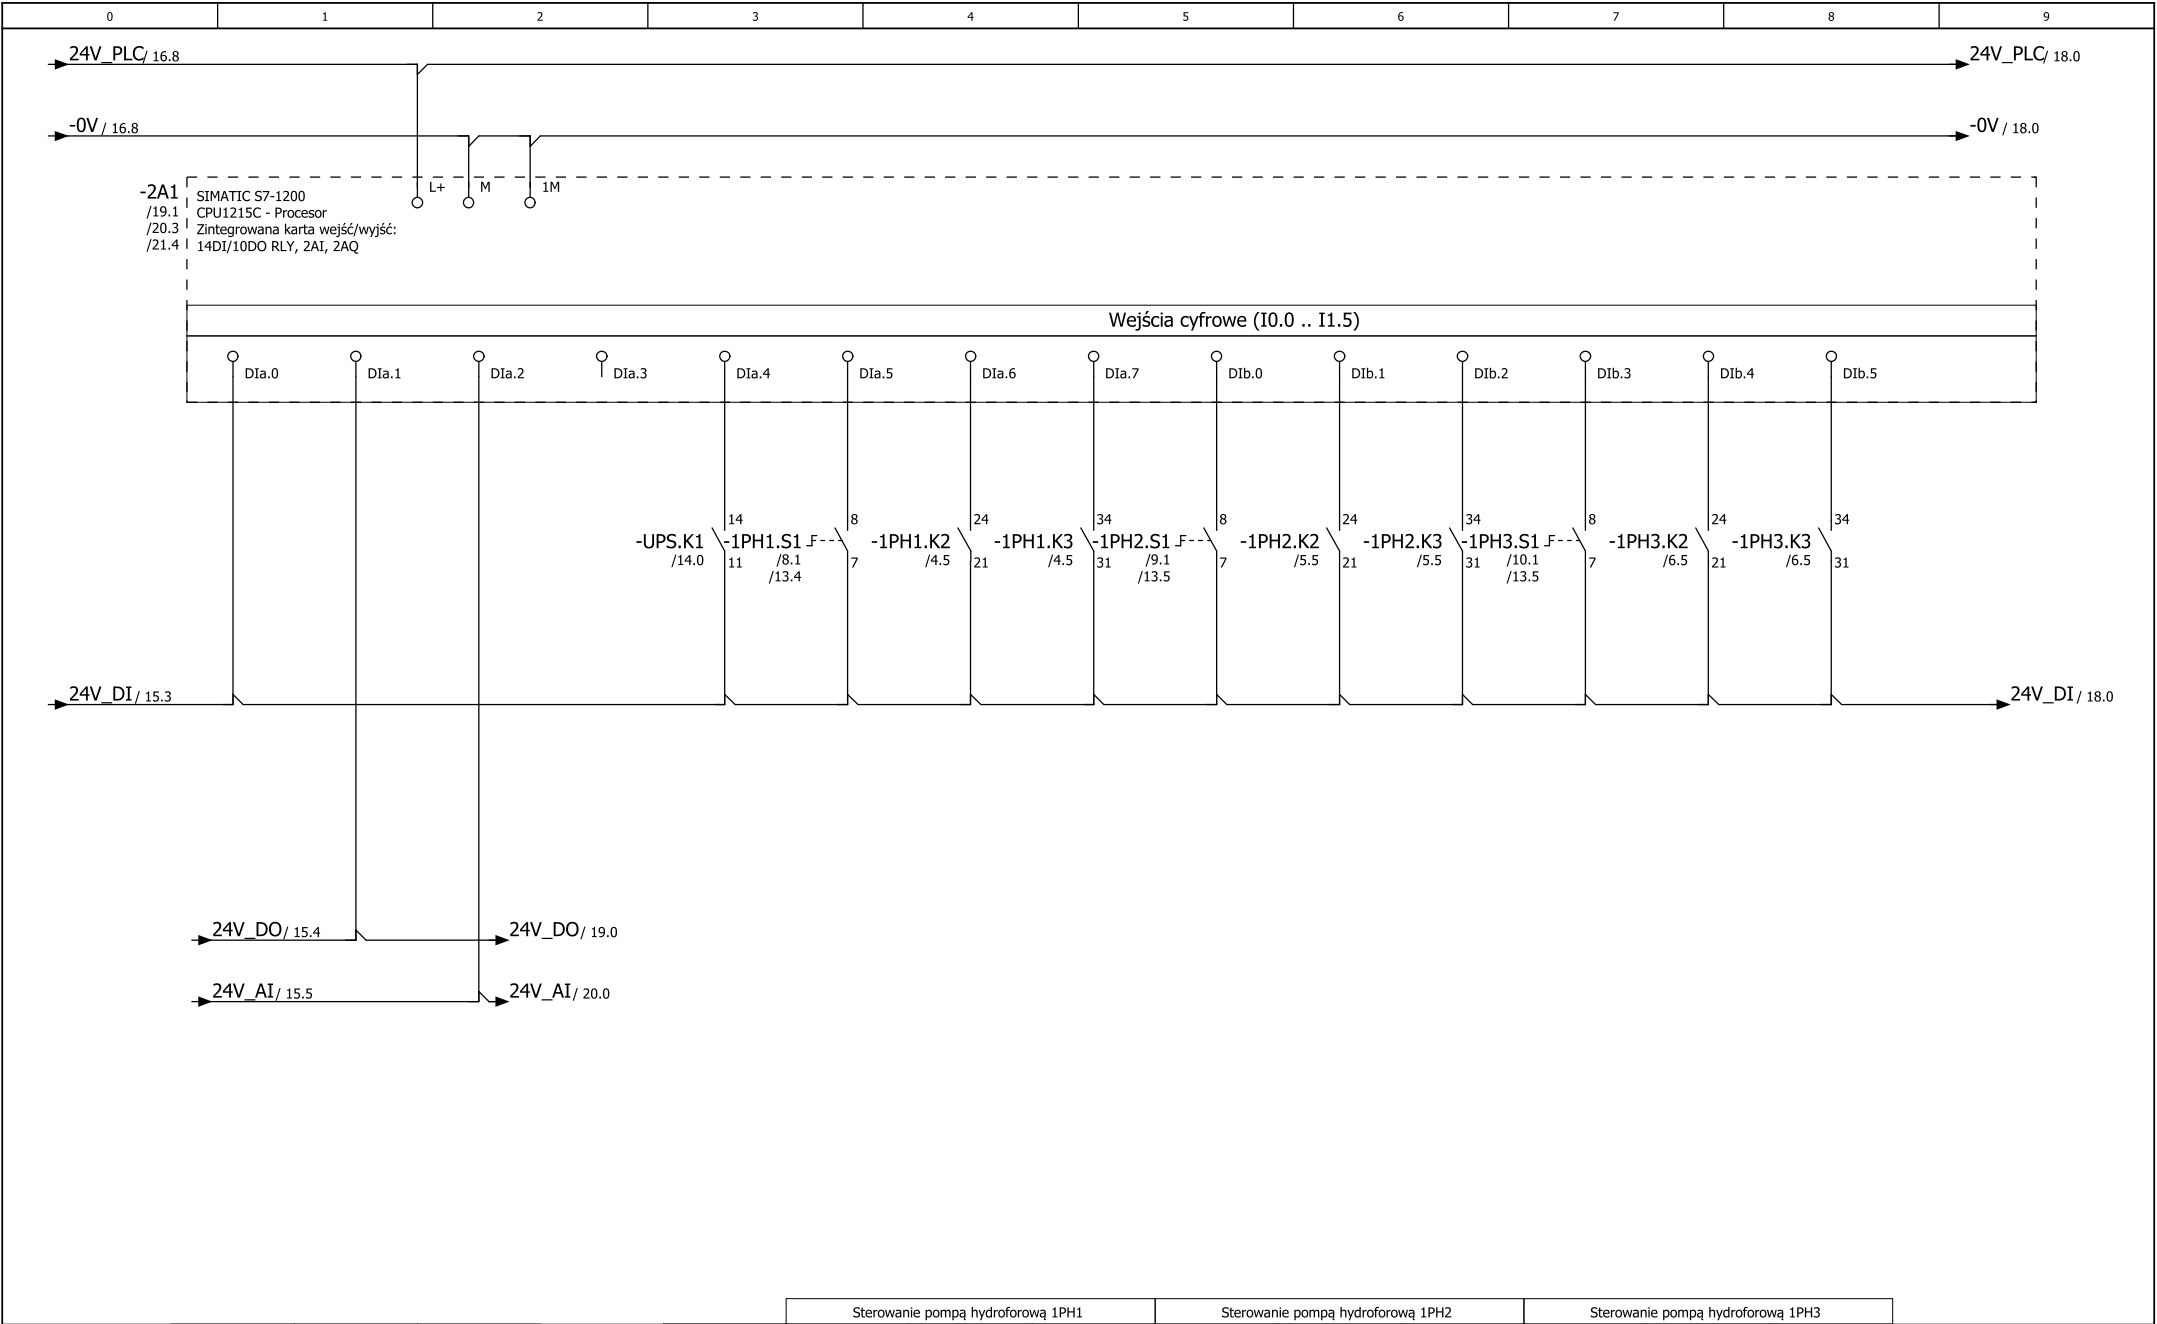 0 1 2 3 4 5 6 7 8 9
24V_PLC / 16.8 24V_PLC / 18.0
-0V / 16.8 -0V / 18.0
-2A1
/19.1
/20.3
/21.4
SIMATIC S7-1200
CPU1215C - Procesor
Zintegrowana karta wejść/wyjść:
14DI/10DO RLY, 2AI, 2AQ
L+ M 1M
Wejścia cyfrowe (I0.0 .. I1.5)
DIa.0 DIa.1 DIa.2 DIa.3 DIa.4 DIa.5 DIa.6 DIa.7 DIb.0 DIb.1 DIb.2 DIb.3 DIb.4 DIb.5
14 8 24 34 8 24 34 8 24 34
-UPS.K1 -1PH1.S1 -1PH1.K2 -1PH1.K3 -1PH2.S1 -1PH2.K2 -1PH2.K3 -1PH3.S1 -1PH3.K2 -1PH3.K3
/14.0 11 /8.1 7 /4.5 21 /4.5 31 /9.1 7 /5.5 21 /5.5 31 /10.1 7 /6.5 21 /6.5 31
/13.4 /13.5 /13.5
24V_DI / 15.3 24V_DI / 18.0
24V_DO / 15.4 24V_DO / 19.0
24V_AI / 15.5 24V_AI / 20.0
Sterowanie pompą hydroforową 1PH1 Sterowanie pompą hydroforową 1PH2 Sterowanie pompą hydroforową 1PH3